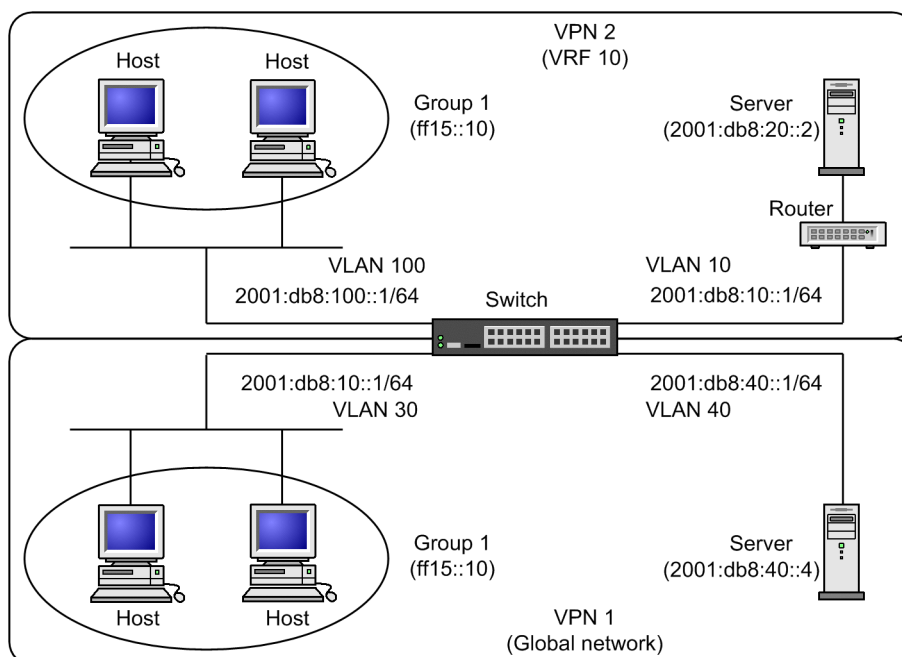 VPN 2
(VRF 10)
Host
Host
Group 1
(ff15::10)
Server
(2001:db8:20::2)
Router
VLAN 100
2001:db8:100::1/64
Switch
VLAN 10
2001:db8:10::1/64
2001:db8:10::1/64
VLAN 30
2001:db8:40::1/64
VLAN 40
Group 1
(ff15::10)
Server
(2001:db8:40::4)
Host
Host
VPN 1
(Global network)